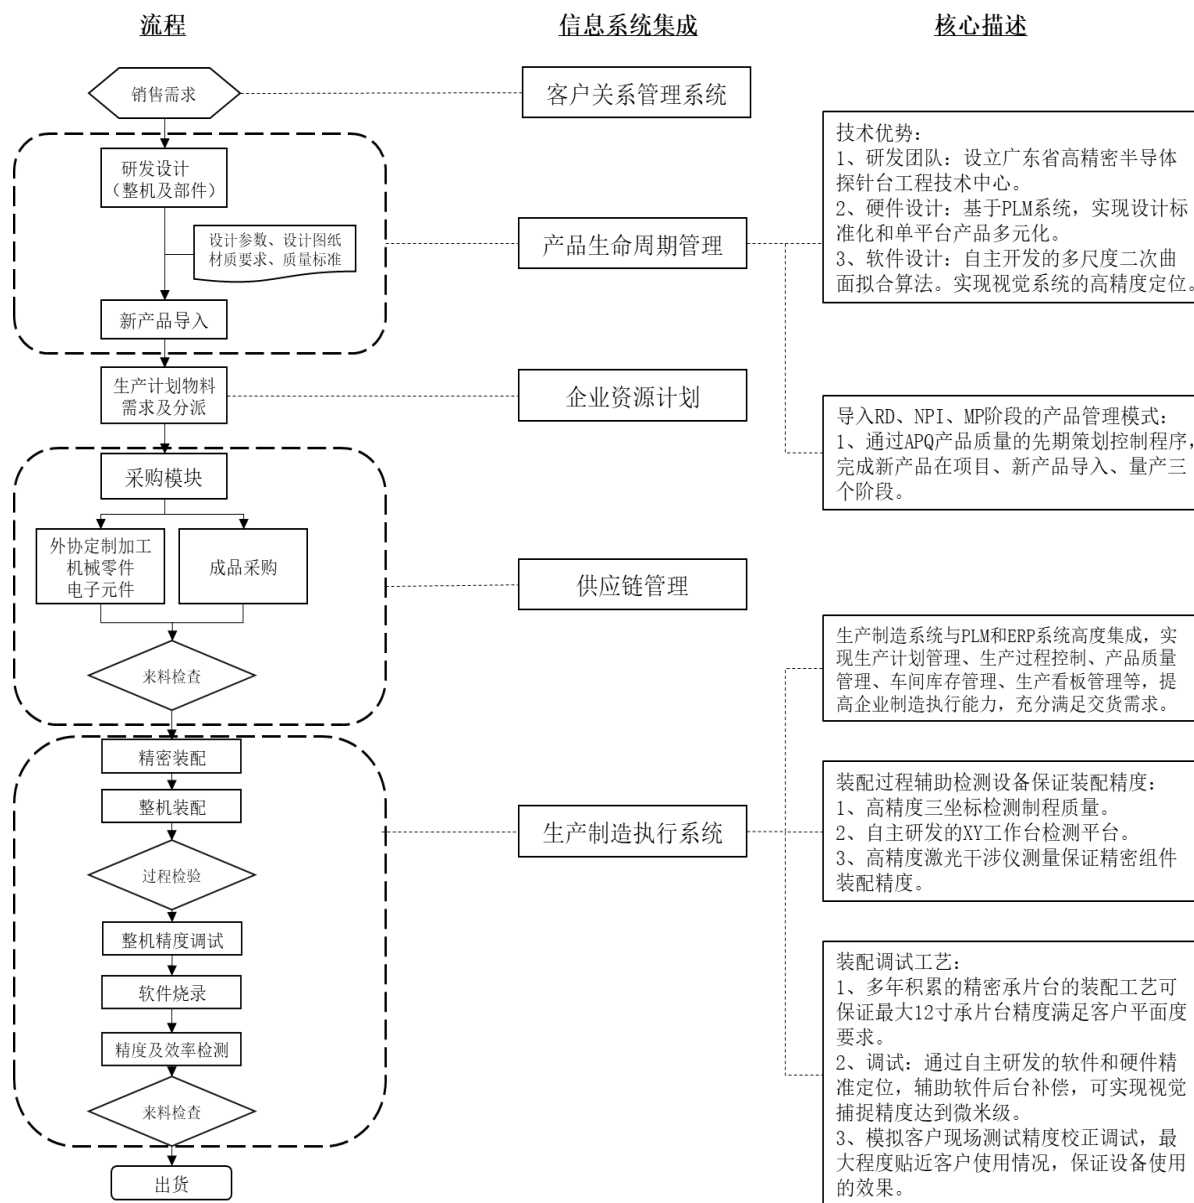 流程
信息系统集成
核心描述
销售需求
客户关系管理系统
研发设计
（整机及部件）
设计参数、设计图纸
材质要求、质量标准
新产品导入
产品生命周期管理
技术优势：
1、研发团队：设立广东省高精密半导体
探针台工程技术中心。
2、硬件设计：基于PLM系统，实现设计标
准化和单平台产品多元化。
3、软件设计：自主开发的多尺度二次曲
面拟合算法。实现视觉系统的高精度定位。
生产计划物料
需求及分派
企业资源计划
导入RD、NPI、MP阶段的产品管理模式：
1、通过APQ产品质量的先期策划控制程序，
完成新产品在项目、新产品导入、量产三
个阶段。
采购模块
外协定制加工
机械零件
电子元件
成品采购
来料检查
供应链管理
生产制造系统与PLM和ERP系统高度集成，实
现生产计划管理、生产过程控制、产品质量
管理、车间库存管理、生产看板管理等，提
高企业制造执行能力，充分满足交货需求。
精密装配
整机装配
过程检验
整机精度调试
软件烧录
精度及效率检测
来料检查
出货
生产制造执行系统
装配过程辅助检测设备保证装配精度：
1、高精度三坐标检测制程质量。
2、自主研发的XY工作台检测平台。
3、高精度激光干涉仪测量保证精密组件
装配精度。
装配调试工艺：
1、多年积累的精密承片台的装配工艺可
保证最大12寸承片台精度满足客户平面度
要求。
2、调试：通过自主研发的软件和硬件精
准定位，辅助软件后台补偿，可实现视觉
捕捉精度达到微米级。
3、模拟客户现场测试精度校正调试，最
大程度贴近客户使用情况，保证设备使用
的效果。